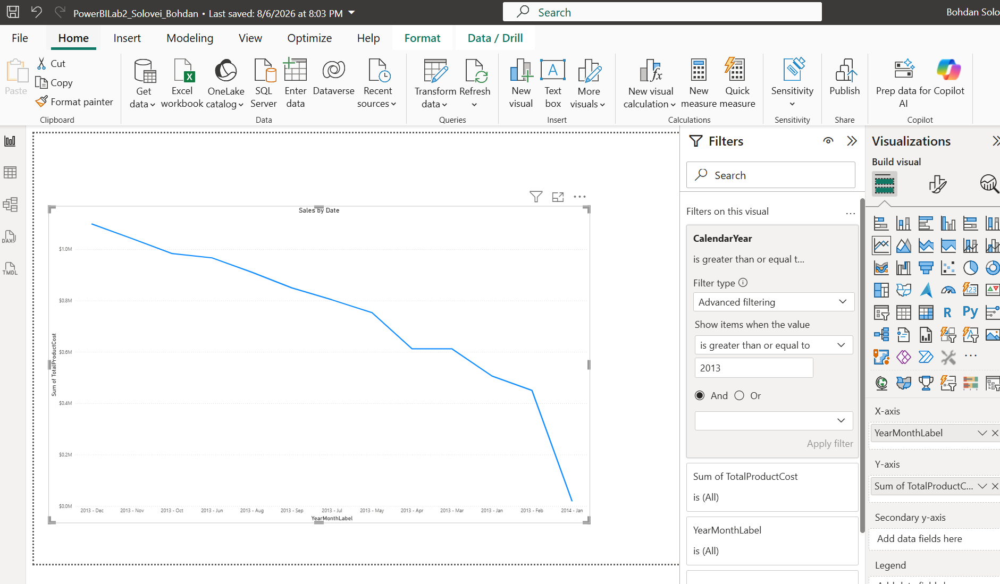 PowerBILab2_Solovei_Bohdan • Last saved: 8/6/2026 at 8:03 PM
Search
Bohdan Solo
File
Home
Insert
Modeling
View
Optimize
Help
Format
Data / Drill
Paste
Cut
Copy
Format painter
Clipboard
Get data
Excel workbook
OneLake catalog
SQL Server
Enter data
Dataverse
Recent sources
Data
Transform data
Refresh
Queries
New visual
Text box
More visuals
Insert
New visual calculation
New measure
Quick measure
Calculations
Sensitivity
Sensitivity
Publish
Share
Prep data for AI
Copilot
Copilot
DAX
TMDL
Sales by Date
Sum of TotalProductCost
$1.0M
$0.8M
$0.6M
$0.4M
$0.2M
$0.0M
2013 - Dec
2013 - Nov
2013 - Oct
2013 - Jun
2013 - Aug
2013 - Sep
2013 - Jul
2013 - May
2013 - Apr
2013 - Mar
2013 - Jan
2013 - Feb
2014 - Jan
YearMonthLabel
Filters
Search
Filters on this visual
CalendarYear
is greater than or equal t...
Filter type
Advanced filtering
Show items when the value
is greater than or equal to
2013
And
Or
Apply filter
Sum of TotalProductCost
is (All)
YearMonthLabel
is (All)
Visualizations
Build visual
123
R
Py
X-axis
YearMonthLabel
Y-axis
Sum of TotalProductC...
Secondary y-axis
Add data fields here
Legend